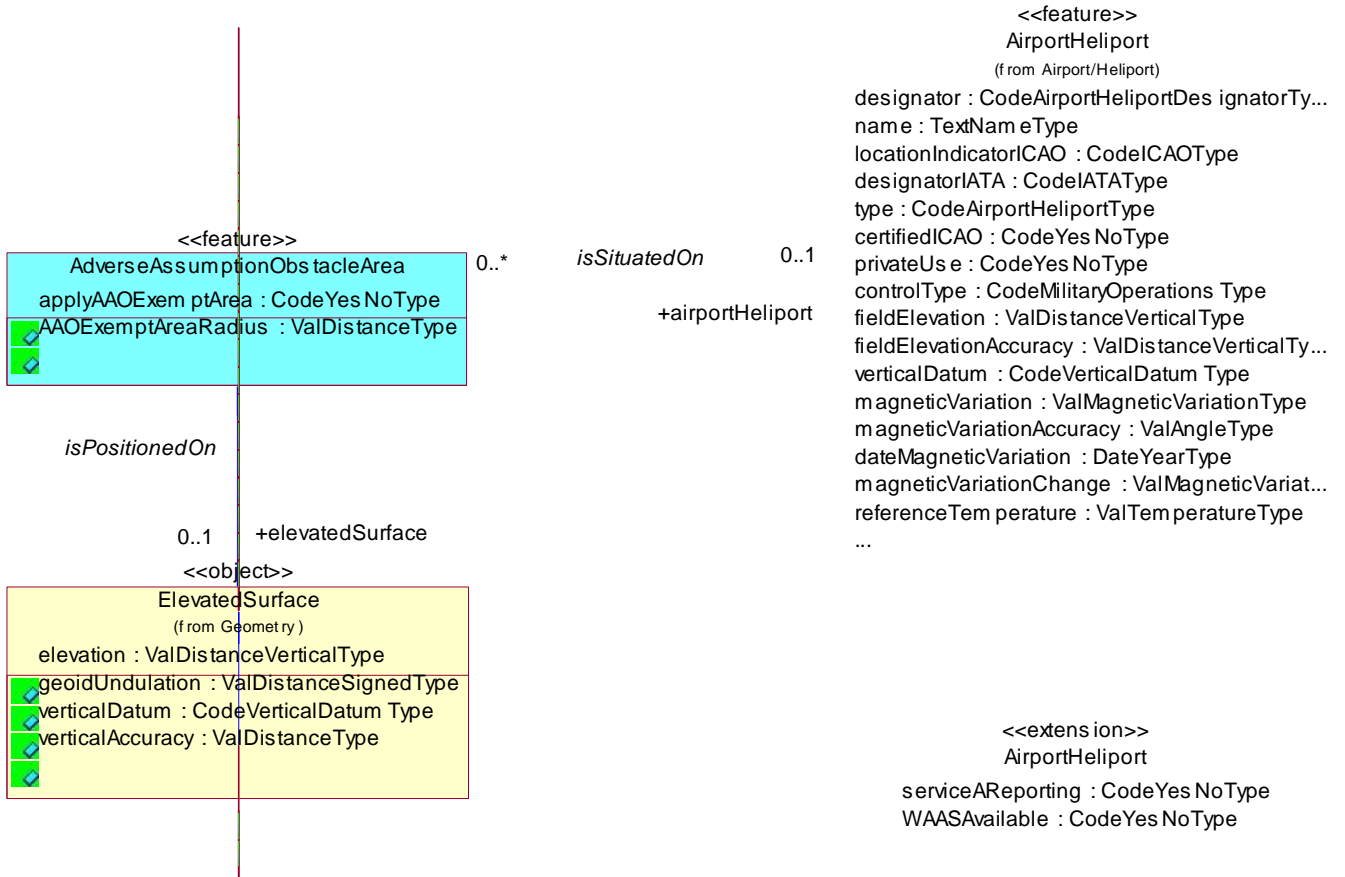 <<feature>>
AirportHeliport
(from Airport/Heliport)
designator : CodeAirportHeliportDesignatorTy...
name : TextNameType
locationIndicatorICAO : CodeICAOType
designatorIATA : CodeIATAType
type : CodeAirportHeliportType
certifiedICAO : CodeYesNoType
privateUse : CodeYesNoType
controlType : CodeMilitaryOperationsType
fieldElevation : ValDistanceVerticalType
fieldElevationAccuracy : ValDistanceVerticalTy...
verticalDatum : CodeVerticalDatumType
magneticVariation : ValMagneticVariationType
magneticVariationAccuracy : ValAngleType
dateMagneticVariation : DateYearType
magneticVariationChange : ValMagneticVariat...
referenceTemperature : ValTemperatureType
...
<<feature>>
AdverseAssumptionObstacleArea
applyAAOExemptArea : CodeYesNoType
AAOExemptAreaRadius : ValDistanceType
0..*
isSituatedOn
0..1
+airportHeliport
isPositionedOn
0..1
+elevatedSurface
<<object>>
ElevatedSurface
(from Geometry)
elevation : ValDistanceVerticalType
geoidUndulation : ValDistanceSignedType
verticalDatum : CodeVerticalDatumType
verticalAccuracy : ValDistanceType
<<extension>>
AirportHeliport
serviceAReporting : CodeYesNoType
WAASAvailable : CodeYesNoType